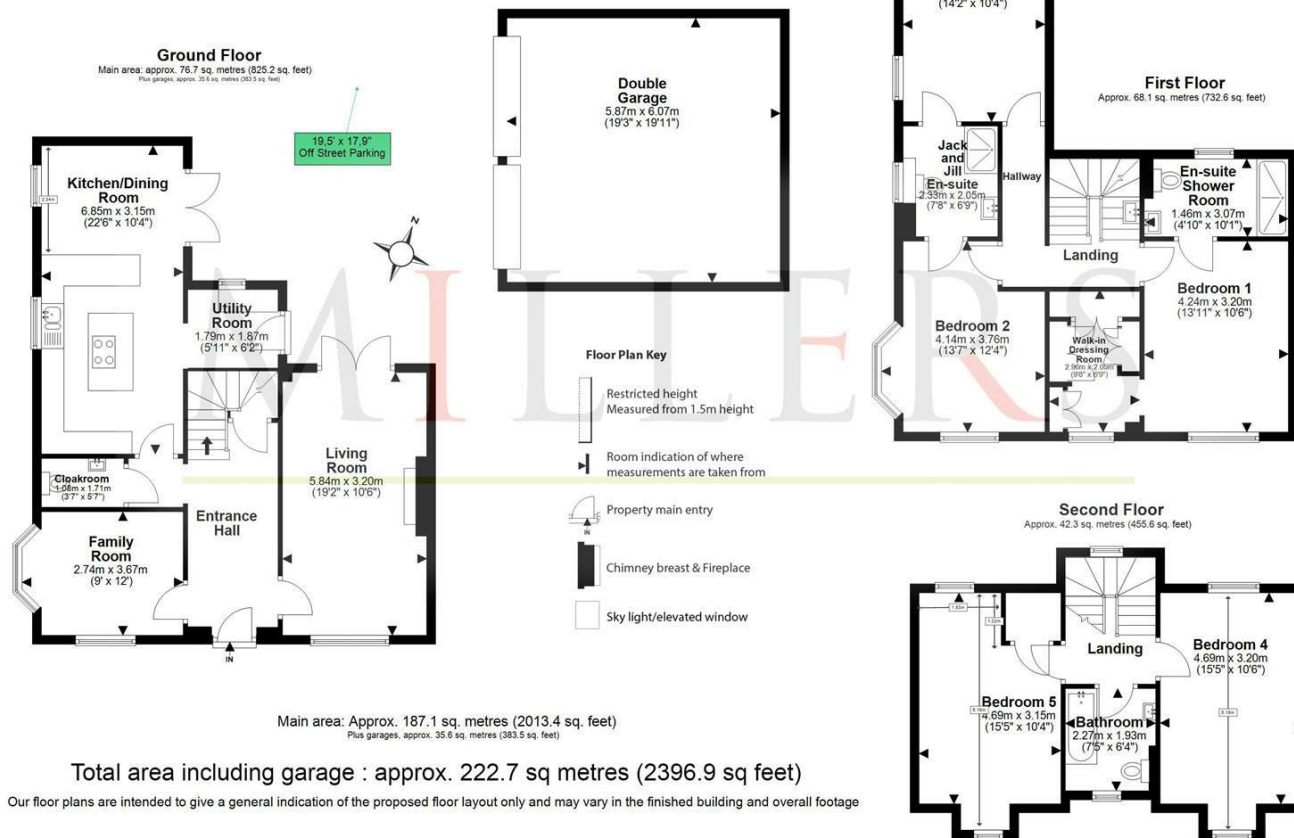 Ground Floor
Main area: approx. 76.7 sq. metres (825.2 sq. feet)
Plus garages, approx. 35.6 sq. metres (383.5 sq. feet)
19,5' x 17,9"
Off Street Parking
Kitchen/Dining
Room
6.85m x 3.15m
(22'6" x 10'4")
Utility
Room
1.79m x 1.87m
(5'11" x 6'2")
Cloakroom
1.08m x 1.71m
(3'7" x 5'7")
Entrance
Hall
Living
Room
5.84m x 3.20m
(19'2" x 10'6")
Family
Room
2.74m x 3.67m
(9' x 12')
IN
Double
Garage
5.87m x 6.07m
(19'3" x 19'11")
N
MILLERS
Floor Plan Key
Restricted height
Measured from 1.5m height
Room indication of where
measurements are taken from
Property main entry
IN
Chimney breast & Fireplace
Sky light/elevated window
(14'2" x 10'4")
First Floor
Approx. 68.1 sq. metres (732.6 sq. feet)
Jack
and
Jill
En-suite
2.33m x 2.05m
(7'8" x 6'9")
Hallway
En-suite
Shower
Room
1.46m x 3.07m
(4'10" x 10'1")
Landing
Bedroom 1
4.24m x 3.20m
(13'11" x 10'6")
Bedroom 2
4.14m x 3.76m
(13'7" x 12'4")
Walk-in
Dressing
Room
(9'8" x 6'9")
Second Floor
Approx. 42.3 sq. metres (455.6 sq. feet)
Landing
Bedroom 4
4.69m x 3.20m
(15'5" x 10'6")
Bedroom 5
4.69m x 3.15m
(15'5" x 10'4")
Bathroom
2.27m x 1.93m
(7'5" x 6'4")
Main area: Approx. 187.1 sq. metres (2013.4 sq. feet)
Plus garages, approx. 35.6 sq. metres (383.5 sq. feet)
Total area including garage : approx. 222.7 sq metres (2396.9 sq feet)
Our floor plans are intended to give a general indication of the proposed floor layout only and may vary in the finished building and overall footage